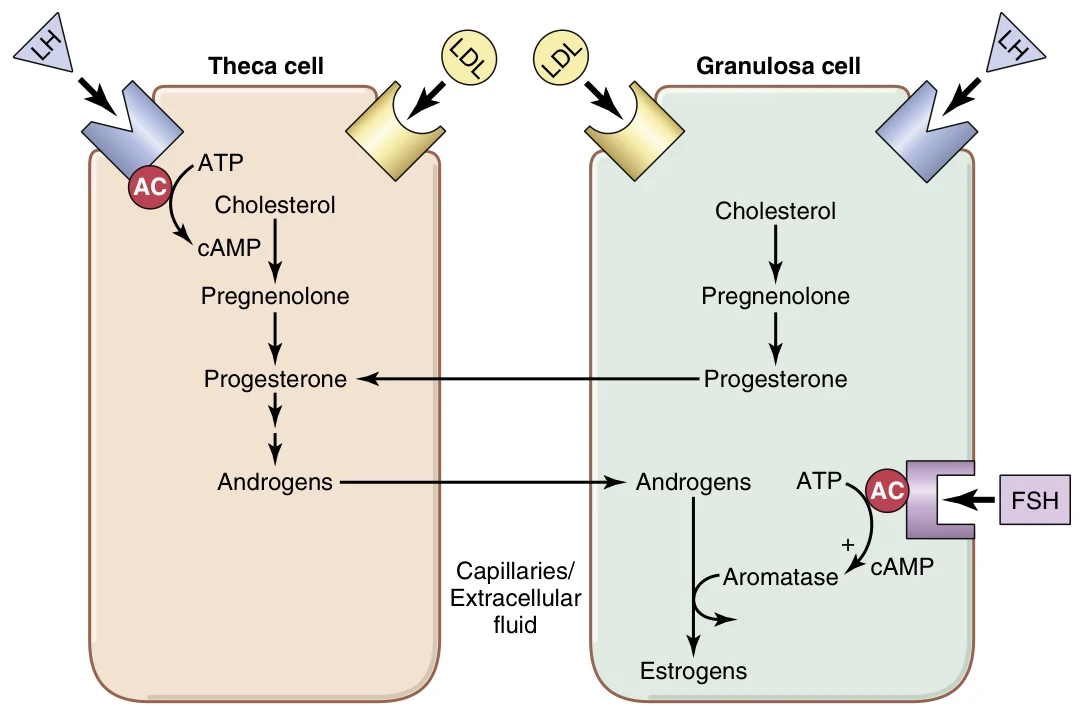 LH
LDL
LDL
LH
Theca cell
Granulosa cell
ATP
AC
Cholesterol
cAMP
Pregnenolone
Progesterone
Androgens
Cholesterol
Pregnenolone
Progesterone
Androgens
ATP
AC
FSH
+
cAMP
Aromatase
Estrogens
Capillaries/
Extracellular
fluid